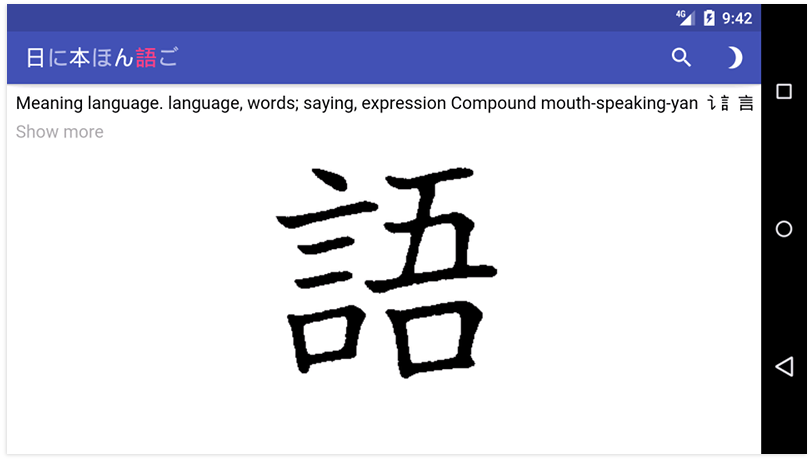 4G 9:42
日に本ほん語ご
Meaning language. language, words; saying, expression Compound mouth-speaking-yan 讠訁言
Show more
語